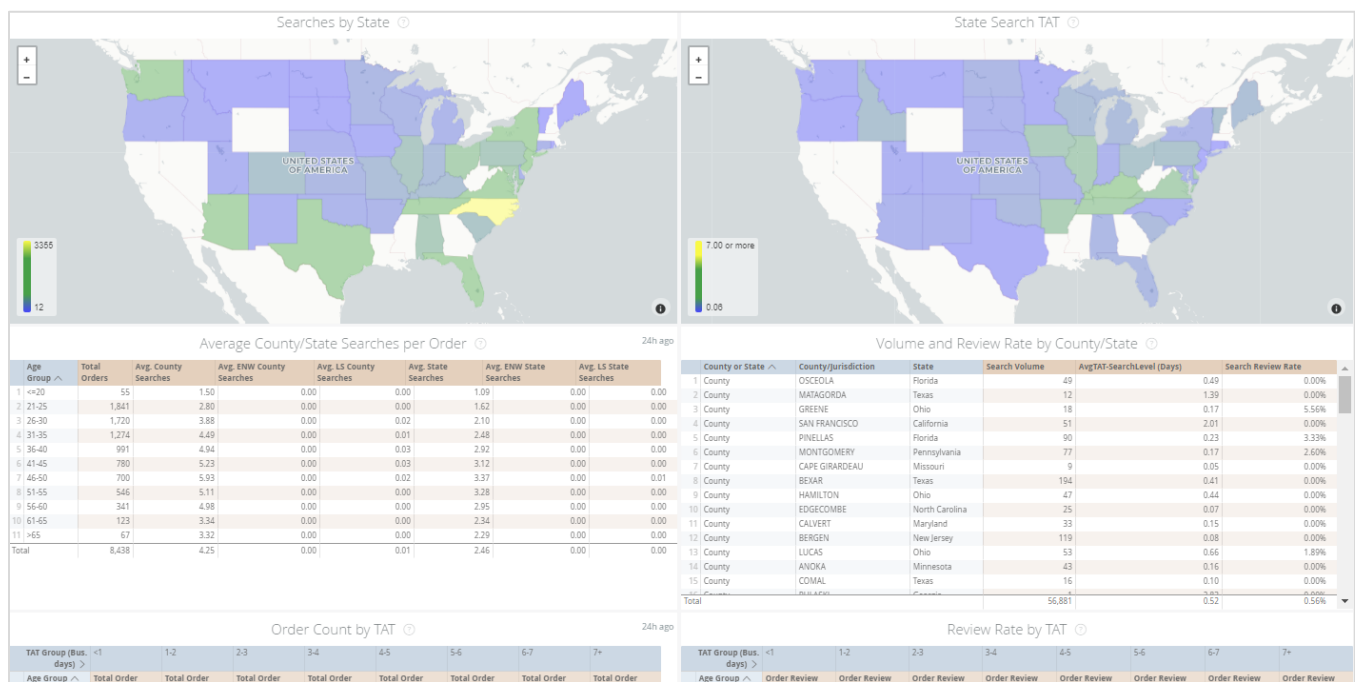 Searches by State
State Search TAT
+
−
+
−
UNITED STATES
OF AMERICA
UNITED STATES
OF AMERICA
3355
12
7.00 or more
0.06
Average County/State Searches per Order
24h ago
Age Group Total Orders Avg. County Searches Avg. ENW County Searches Avg. LS County Searches Avg. State Searches Avg. ENW State Searches Avg. LS State Searches
1 <=20 55 1.50 0.00 0.00 1.09 0.00 0.00
2 21-25 1,841 2.80 0.00 0.00 1.62 0.00 0.00
3 26-30 1,720 3.88 0.00 0.02 2.10 0.00 0.00
4 31-35 1,274 4.49 0.00 0.01 2.48 0.00 0.00
5 36-40 991 4.94 0.00 0.03 2.92 0.00 0.00
6 41-45 780 5.23 0.00 0.03 3.12 0.00 0.00
7 46-50 700 5.93 0.00 0.02 3.37 0.00 0.01
8 51-55 546 5.11 0.00 0.00 3.28 0.00 0.00
9 56-60 341 4.98 0.00 0.00 2.95 0.00 0.00
10 61-65 123 3.34 0.00 0.00 2.34 0.00 0.00
11 >65 67 3.32 0.00 0.00 2.29 0.00 0.00
Total 8,438 4.25 0.00 0.01 2.46 0.00 0.00
Volume and Review Rate by County/State
County or State County/Jurisdiction State Search Volume AvgTAT-SearchLevel (Days) Search Review Rate
1 County OSCEOLA Florida 49 0.49 0.00%
2 County MATAGORDA Texas 12 1.39 0.00%
3 County GREENE Ohio 18 0.17 5.56%
4 County SAN FRANCISCO California 51 2.01 0.00%
5 County PINELLAS Florida 90 0.23 3.33%
6 County MONTGOMERY Pennsylvania 77 0.17 2.60%
7 County CAPE GIRARDEAU Missouri 9 0.05 0.00%
8 County BEXAR Texas 194 0.41 0.00%
9 County HAMILTON Ohio 47 0.44 0.00%
10 County EDGECOMBE North Carolina 25 0.07 0.00%
11 County CALVERT Maryland 33 0.15 0.00%
12 County BERGEN New Jersey 119 0.08 0.00%
13 County LUCAS Ohio 53 0.66 1.89%
14 County ANOKA Minnesota 43 0.16 0.00%
15 County COMAL Texas 16 0.10 0.00%
Total 56,881 0.52 0.56%
Order Count by TAT
24h ago
TAT Group (Bus. days) <1 1-2 2-3 3-4 4-5 5-6 6-7 7+
Age Group Total Order Total Order Total Order Total Order Total Order Total Order Total Order Total Order
Review Rate by TAT
TAT Group (Bus. days) <1 1-2 2-3 3-4 4-5 5-6 6-7 7+
Age Group Order Review Order Review Order Review Order Review Order Review Order Review Order Review Order Review